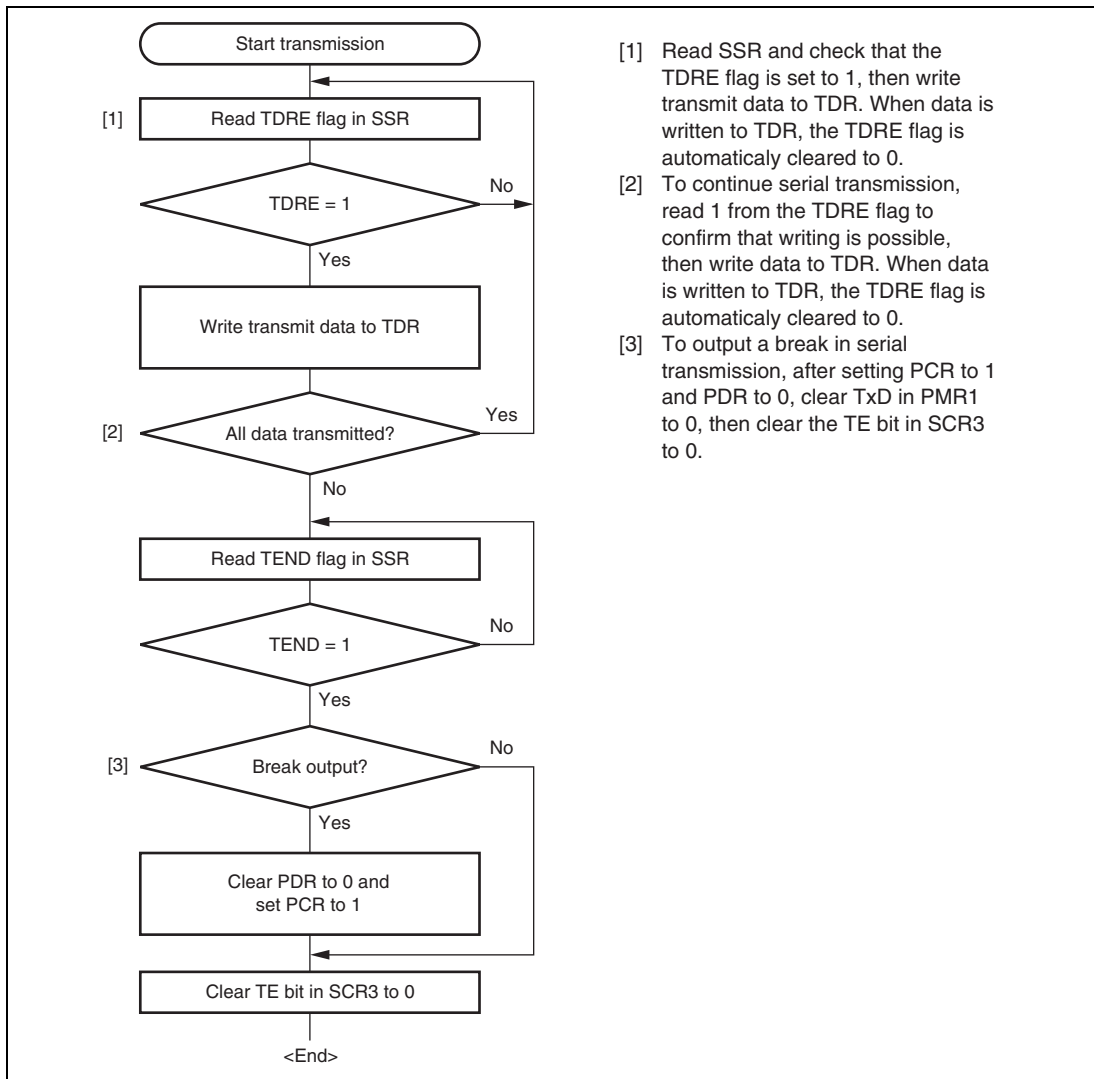 Start transmission
[1]
Read TDRE flag in SSR
No
TDRE = 1
Yes
Write transmit data to TDR
Yes
[2]
All data transmitted?
No
Read TEND flag in SSR
No
TEND = 1
Yes
No
[3]
Break output?
Yes
Clear PDR to 0 and
set PCR to 1
Clear TE bit in SCR3 to 0
<End>
[1] Read SSR and check that the
TDRE flag is set to 1, then write
transmit data to TDR. When data is
written to TDR, the TDRE flag is
automaticaly cleared to 0.
[2] To continue serial transmission,
read 1 from the TDRE flag to
confirm that writing is possible,
then write data to TDR. When data
is written to TDR, the TDRE flag is
automaticaly cleared to 0.
[3] To output a break in serial
transmission, after setting PCR to 1
and PDR to 0, clear TxD in PMR1
to 0, then clear the TE bit in SCR3
to 0.